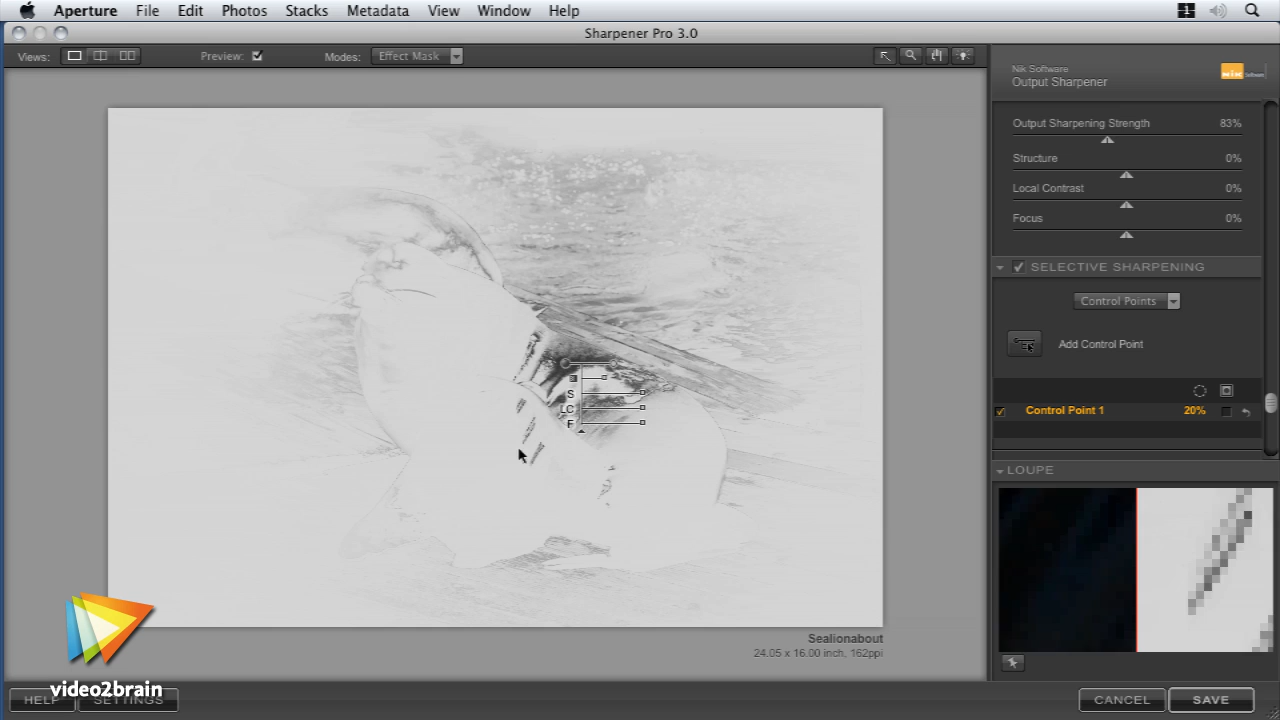 Aperture File Edit Photos Stacks Metadata View Window Help 1
Sharpener Pro 3.0
Views: Preview: Modes: Effect Mask
Nik Software
Output Sharpener
Nik Software
Output Sharpening Strength 83%
Structure 0%
Local Contrast 0%
Focus 0%
SELECTIVE SHARPENING
Control Points
Add Control Point
Control Point 1 20%
S
LC
F
LOUPE
Sealionabout
24.05 x 16.00 inch, 162ppi
video2brain
HELP SETTINGS CANCEL SAVE